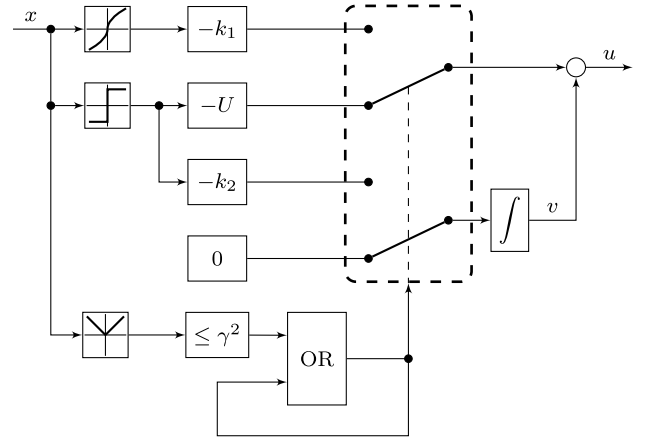 x
−k₁
u
−U
−k₂
∫
v
0
≤ γ²
OR